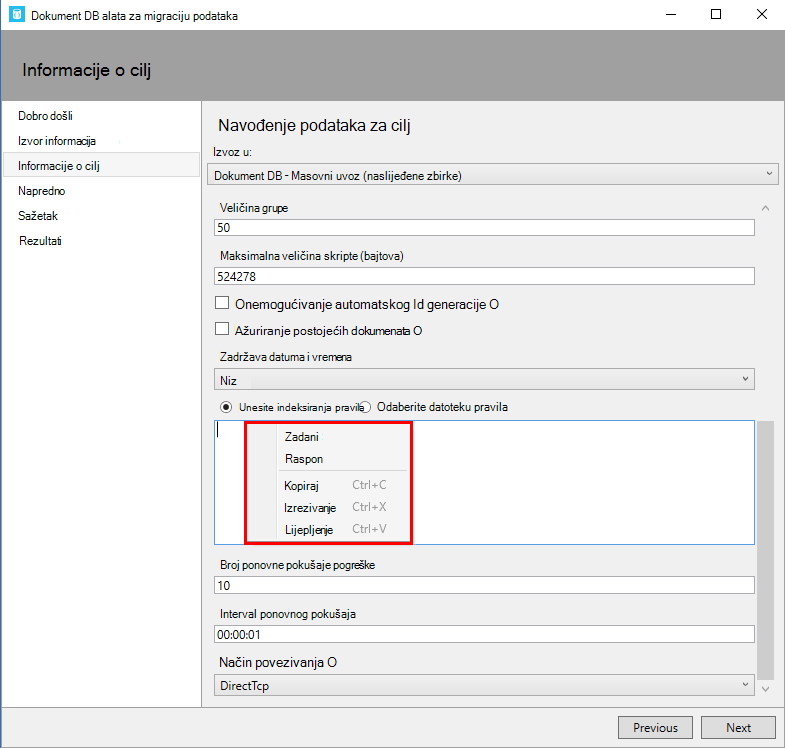 Dokument DB alata za migraciju podataka
Informacije o cilj
Dobro došli
Izvor informacija
Informacije o cilj
Napredno
Sažetak
Rezultati
Navođenje podataka za cilj
Izvoz u:
Dokument DB - Masovni uvoz (naslijeđene zbirke)
Veličina grupe
50
Maksimalna veličina skripte (bajtova)
524278
Onemogućivanje automatskog Id generacije O
Ažuriranje postojećih dokumenata O
Zadržava datuma i vremena
Niz
Unesite indeksiranja pravila Odaberite datoteku pravila
Zadani
Raspon
Kopiraj Ctrl+C
Izrezivanje Ctrl+X
Lijepljenje Ctrl+V
Broj ponovne pokušaje pogreške
10
Interval ponovnog pokušaja
00:00:01
Način povezivanja O
DirectTcp
Previous Next